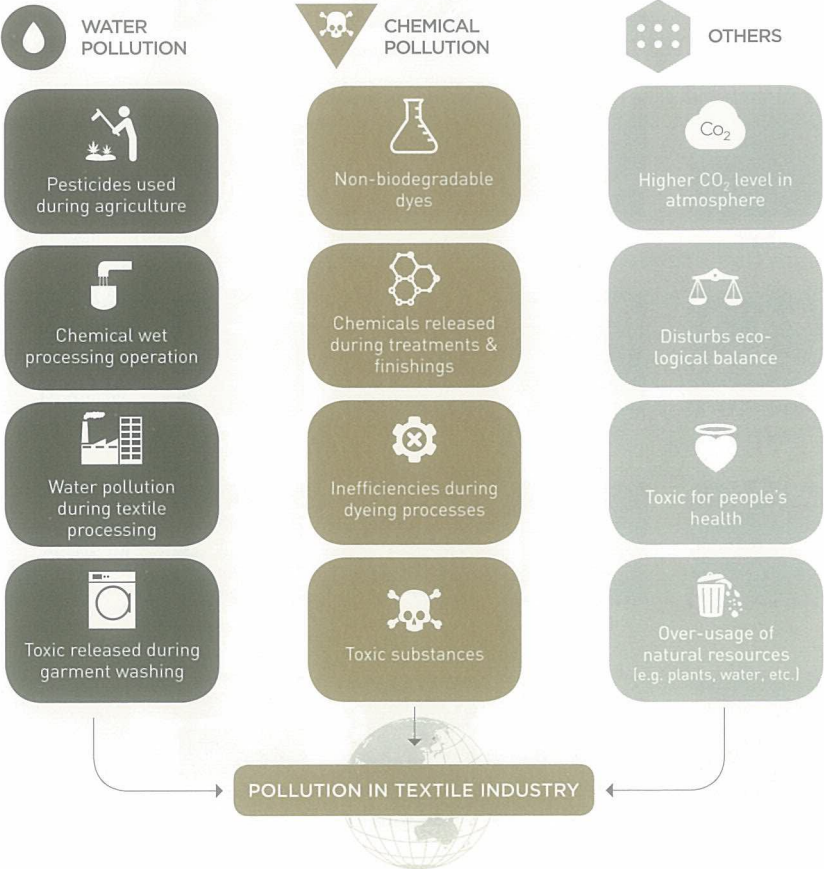 WATER
POLLUTION
Pesticides used
during agriculture
Chemical wet
processing operation
Water pollution
during textile
processing
Toxic released during
garment washing
CHEMICAL
POLLUTION
Non-biodegradable
dyes
Chemicals released
during treatments &
finishings
Inefficiencies during
dyeing processes
Toxic substances
OTHERS
Co₂
Higher CO₂ level in
atmosphere
Disturbs eco-
logical balance
Toxic for people's
health
Over-usage of
natural resources
(e.g. plants, water, etc.)
POLLUTION IN TEXTILE INDUSTRY